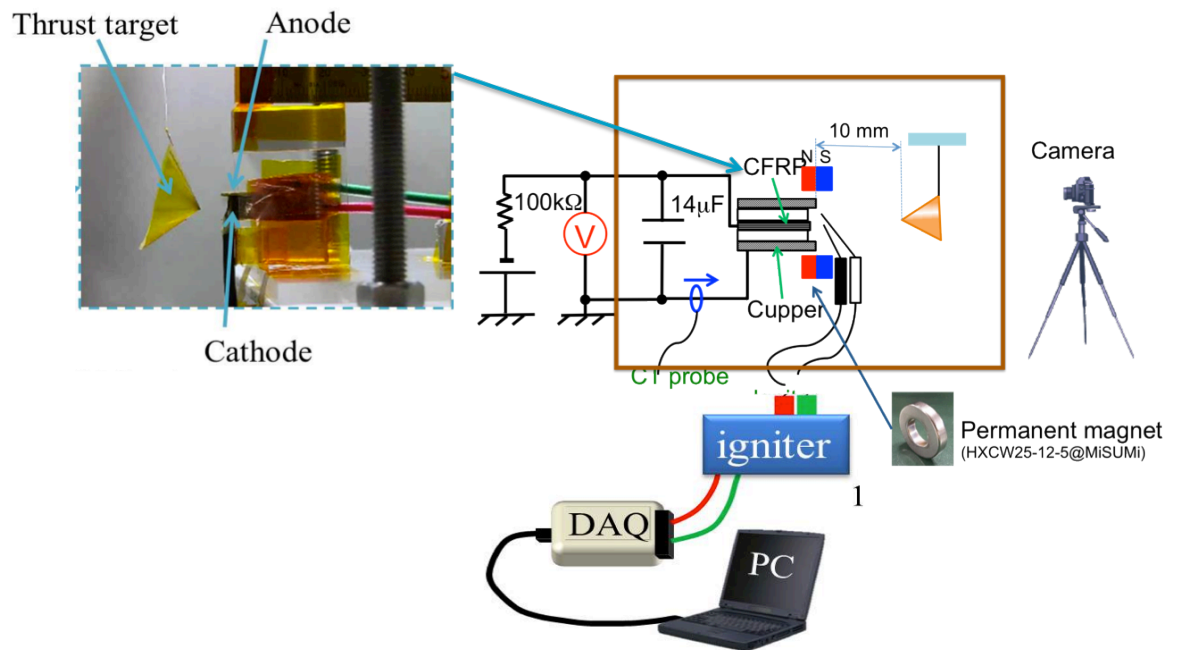 Thrust target
Anode
Cathode
10 mm
N S
CFRP
Camera
100kΩ
V
14μF
Cupper
CT probe
igniter
Permanent magnet
(HXCW25-12-5@MiSUMi)
1
DAQ
PC